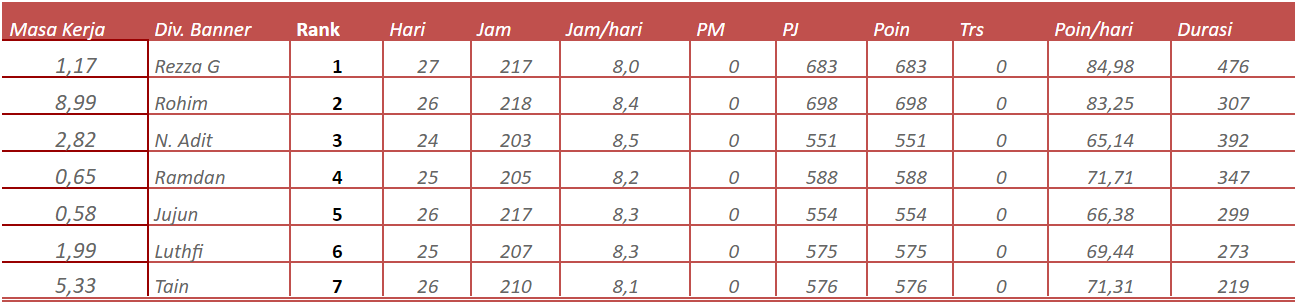 Masa Kerja Div. Banner Rank Hari Jam Jam/hari PM PJ Poin Trs Poin/hari Durasi
1,17 Rezza G 1 27 217 8,0 0 683 683 0 84,98 476
8,99 Rohim 2 26 218 8,4 0 698 698 0 83,25 307
2,82 N. Adit 3 24 203 8,5 0 551 551 0 65,14 392
0,65 Ramdan 4 25 205 8,2 0 588 588 0 71,71 347
0,58 Jujun 5 26 217 8,3 0 554 554 0 66,38 299
1,99 Luthfi 6 25 207 8,3 0 575 575 0 69,44 273
5,33 Tain 7 26 210 8,1 0 576 576 0 71,31 219